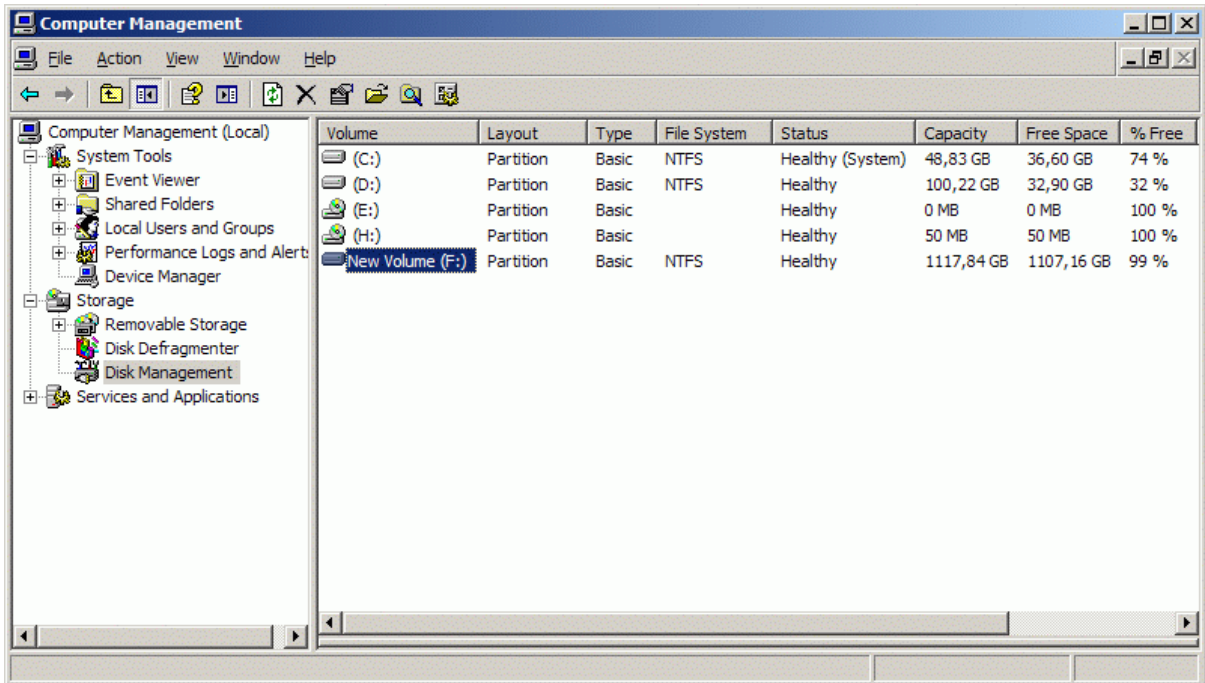 Computer Management
File Action View Window Help
Computer Management (Local)
System Tools
Event Viewer
Shared Folders
Local Users and Groups
Performance Logs and Alert
Device Manager
Storage
Removable Storage
Disk Defragmenter
Disk Management
Services and Applications
Volume Layout Type File System Status Capacity Free Space % Free
(C:) Partition Basic NTFS Healthy (System) 48,83 GB 36,60 GB 74 %
(D:) Partition Basic NTFS Healthy 100,22 GB 32,90 GB 32 %
(E:) Partition Basic Healthy 0 MB 0 MB 100 %
(H:) Partition Basic Healthy 50 MB 50 MB 100 %
New Volume (F:) Partition Basic NTFS Healthy 1117,84 GB 1107,16 GB 99 %